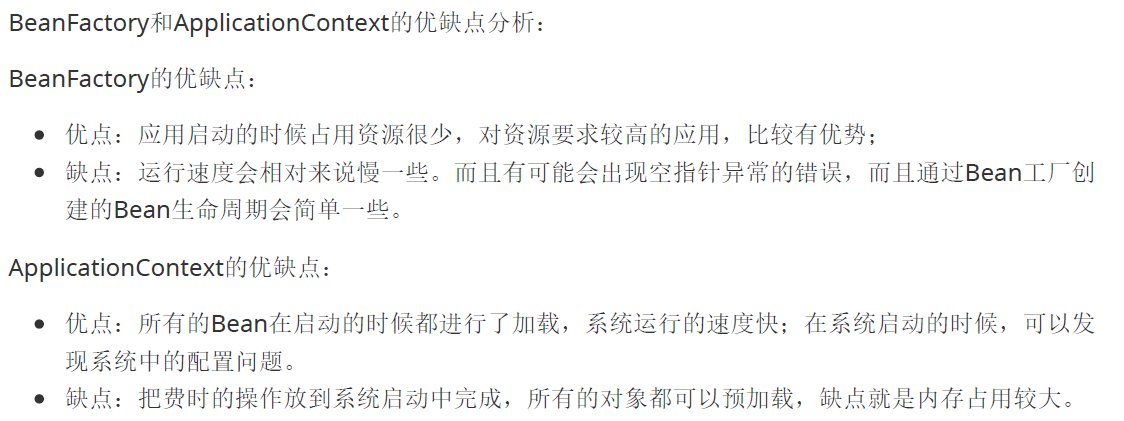 BeanFactory和ApplicationContext的优缺点分析：
BeanFactory的优缺点：
• 优点：应用启动的时候占用资源很少，对资源要求较高的应用，比较有优势；
• 缺点：运行速度会相对来说慢一些。而且有可能会出现空指针异常的错误，而且通过Bean工厂创
建的Bean生命周期会简单一些。
ApplicationContext的优缺点：
• 优点：所有的Bean在启动的时候都进行了加载，系统运行的速度快；在系统启动的时候，可以发
现系统中的配置问题。
• 缺点：把费时的操作放到系统启动中完成，所有的对象都可以预加载，缺点就是内存占用较大。